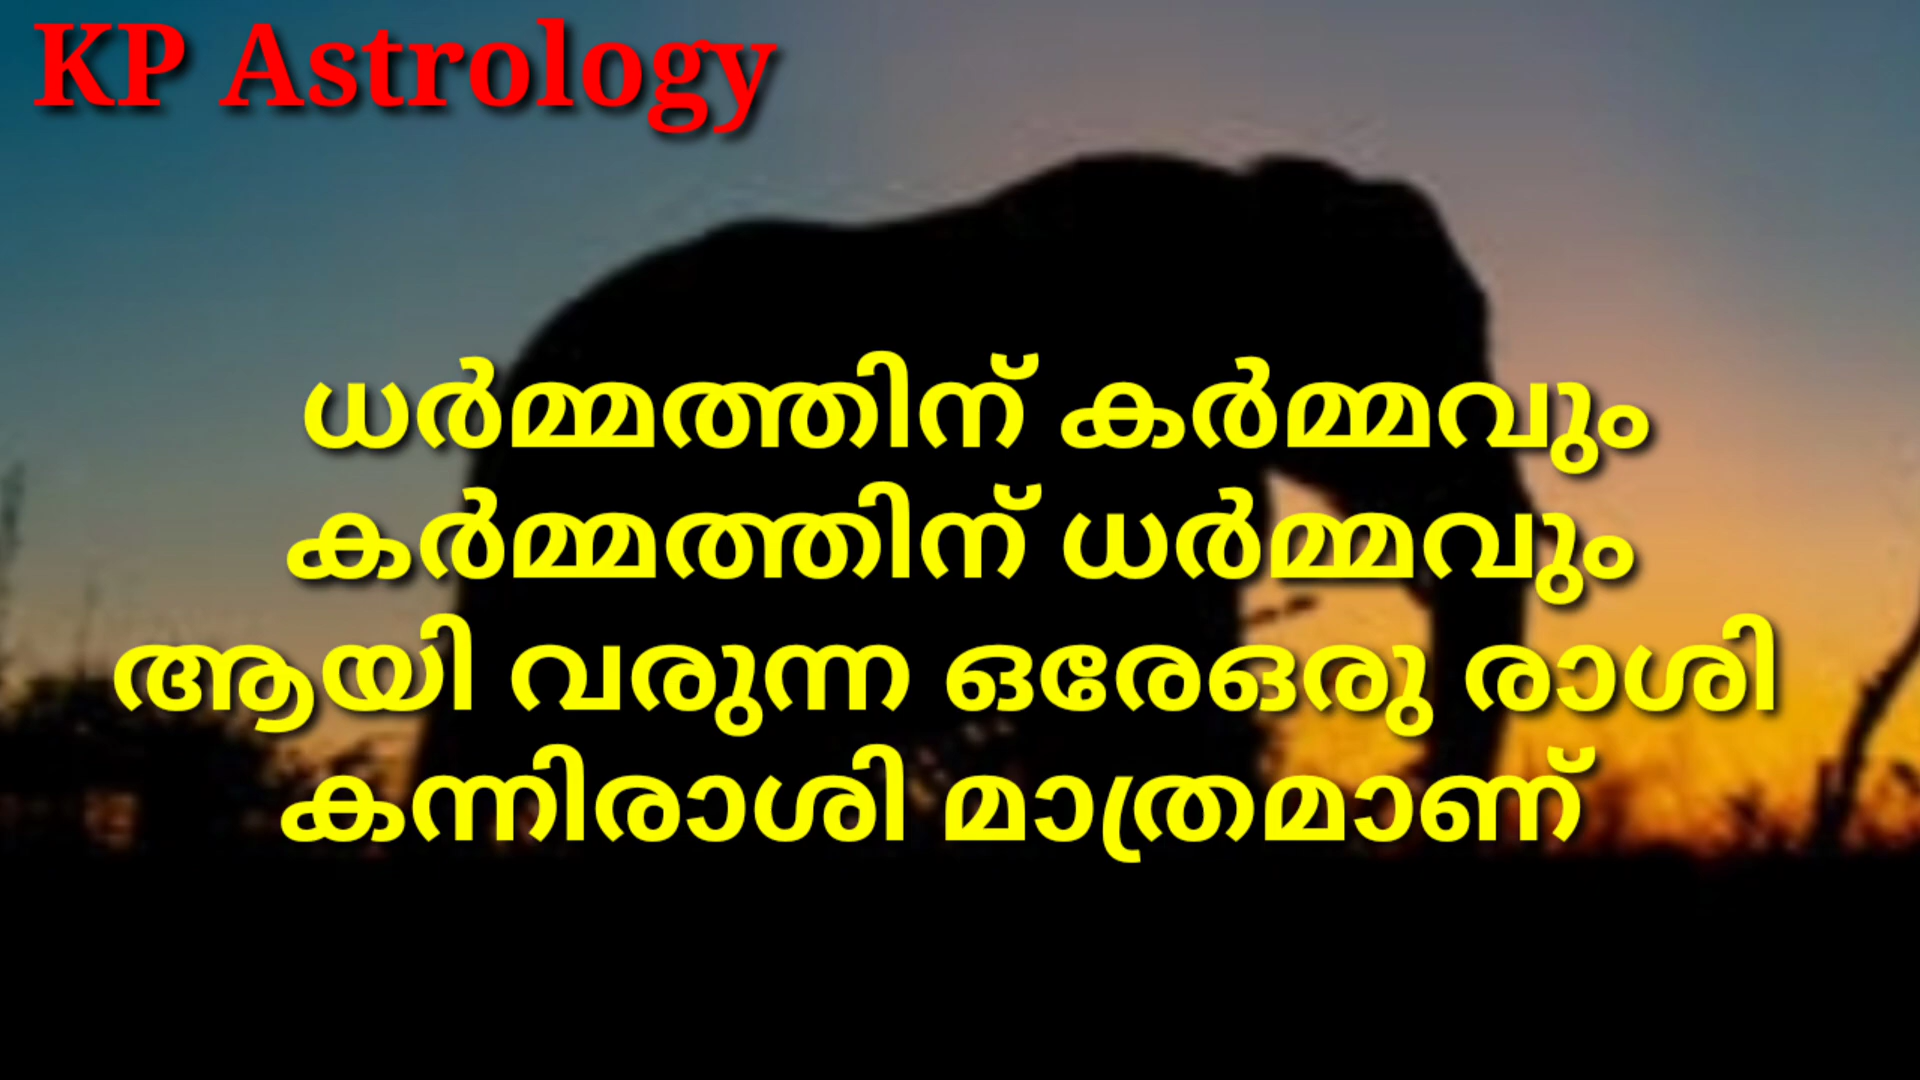 KP Astrology
ധർമ്മത്തിന് കർമ്മവും
കർമ്മത്തിന് ധർമ്മവും
ആയി വരുന്ന ഒരേഒരു രാശി
കന്നിരാശി മാത്രമാണ്